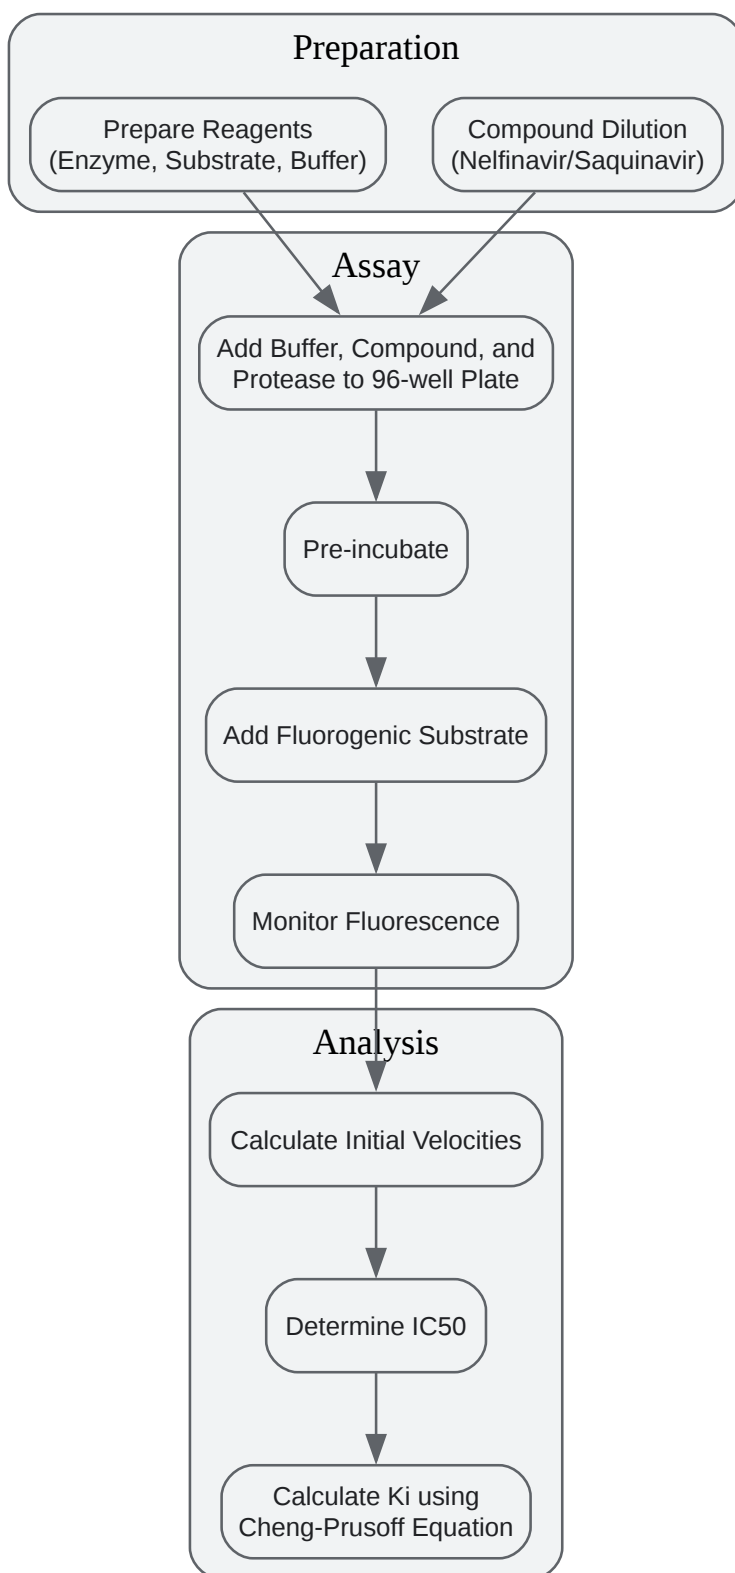 Preparation
Prepare Reagents
(Enzyme, Substrate, Buffer)
Compound Dilution
(Nelfinavir/Saquinavir)
Assay
Add Buffer, Compound, and
Protease to 96-well Plate
Pre-incubate
Add Fluorogenic Substrate
Monitor Fluorescence
Analysis
Calculate Initial Velocities
Determine IC50
Calculate Ki using
Cheng-Prusoff Equation